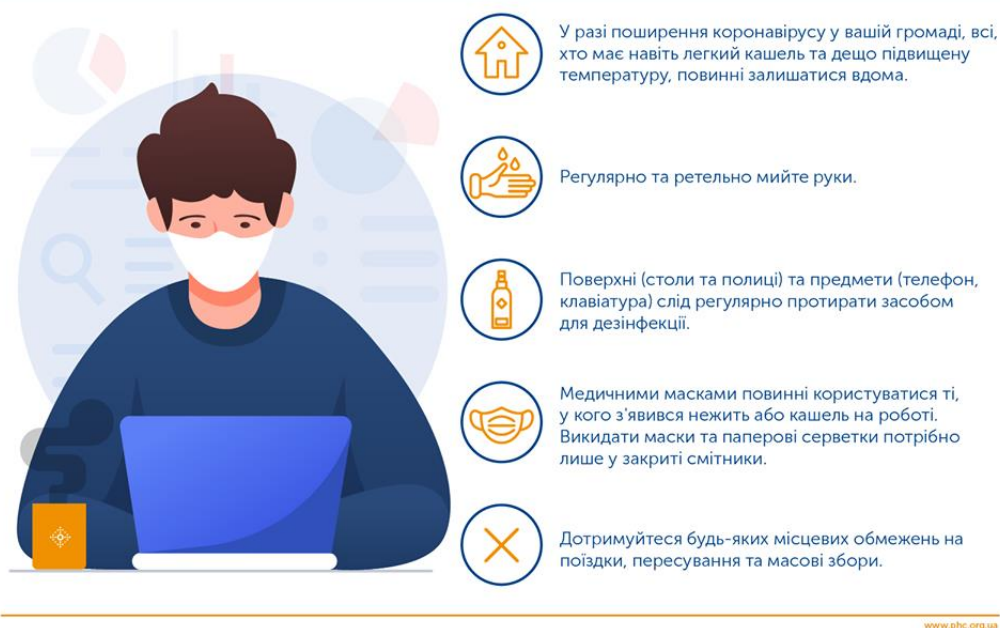 У разі поширення коронавірусу у вашій громаді, всі,
хто має навіть легкий кашель та дещо підвищену
температуру, повинні залишатися вдома.
Регулярно та ретельно мийте руки.
Поверхні (столи та полиці) та предмети (телефон,
клавіатура) слід регулярно протирати засобом
для дезінфекції.
Медичними масками повинні користуватися ті,
у кого з'явився нежить або кашель на роботі.
Викидати маски та паперові серветки потрібно
лише у закриті смітники.
Дотримуйтеся будь-яких місцевих обмежень на
поїздки, пересування та масові збори.
www.phc.org.ua